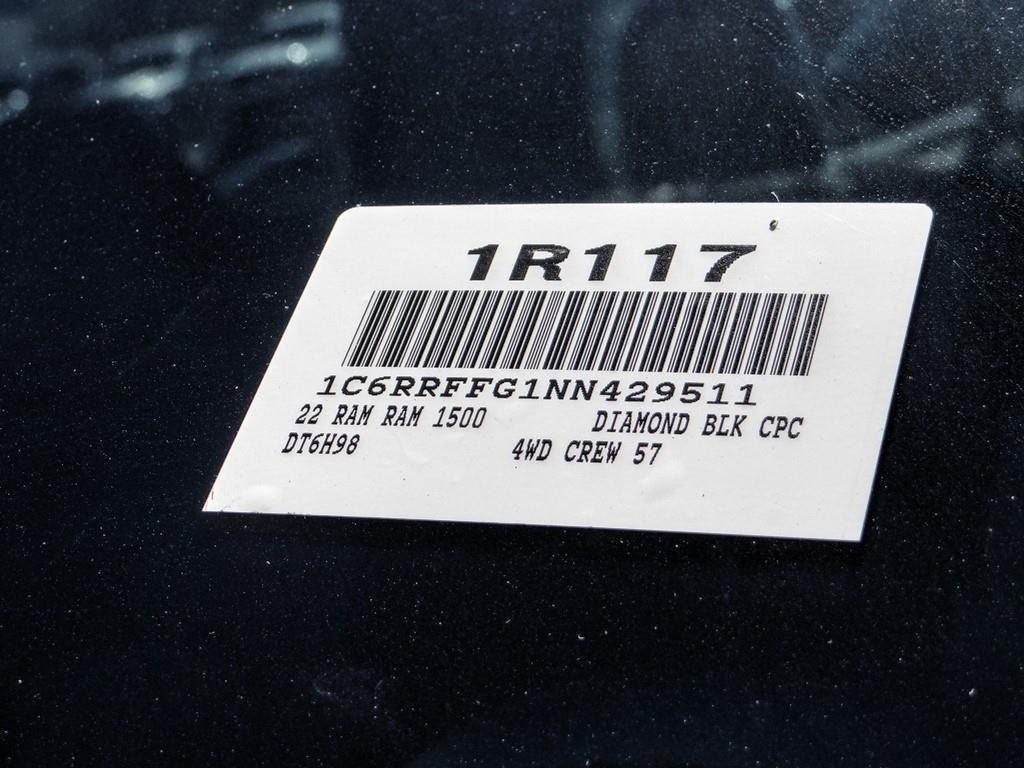 1R117
1C6RRFFG1NN429511
22 RAM RAM 1500 DIAMOND BLK CPC
DT6H98 4WD CREW 57